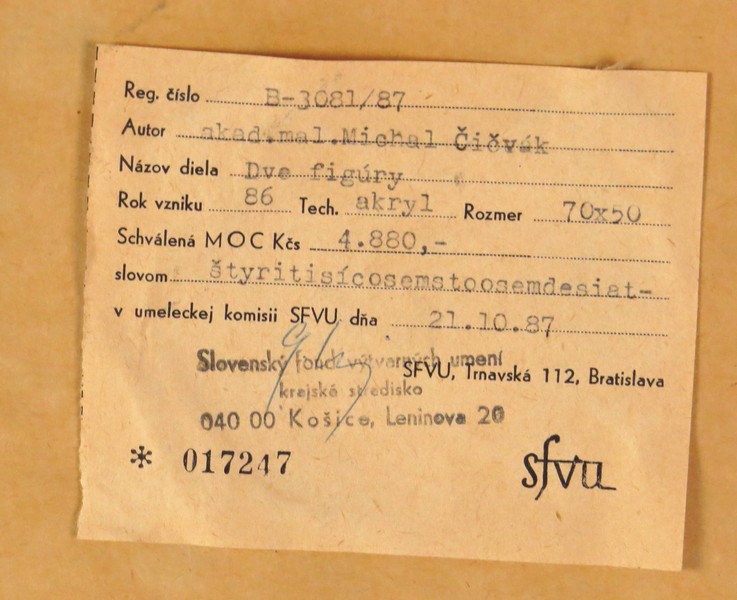 Reg. číslo B-3081/87
Autor akad.mal.Michal Čičvák
Názov diela Dve figúry
Rok vzniku 86 Tech. akryl Rozmer 70x50
Schválená MOC Kčs 4.880,-
slovom štyritisícosemstoosemdesiat-
v umeleckej komisii SFVU dňa 21.10.87
Slovenský fond výtvarných umení
SFVU, Trnavská 112, Bratislava
krajské stredisko
040 00 Košice, Leninova 20
* 017247
sfvu